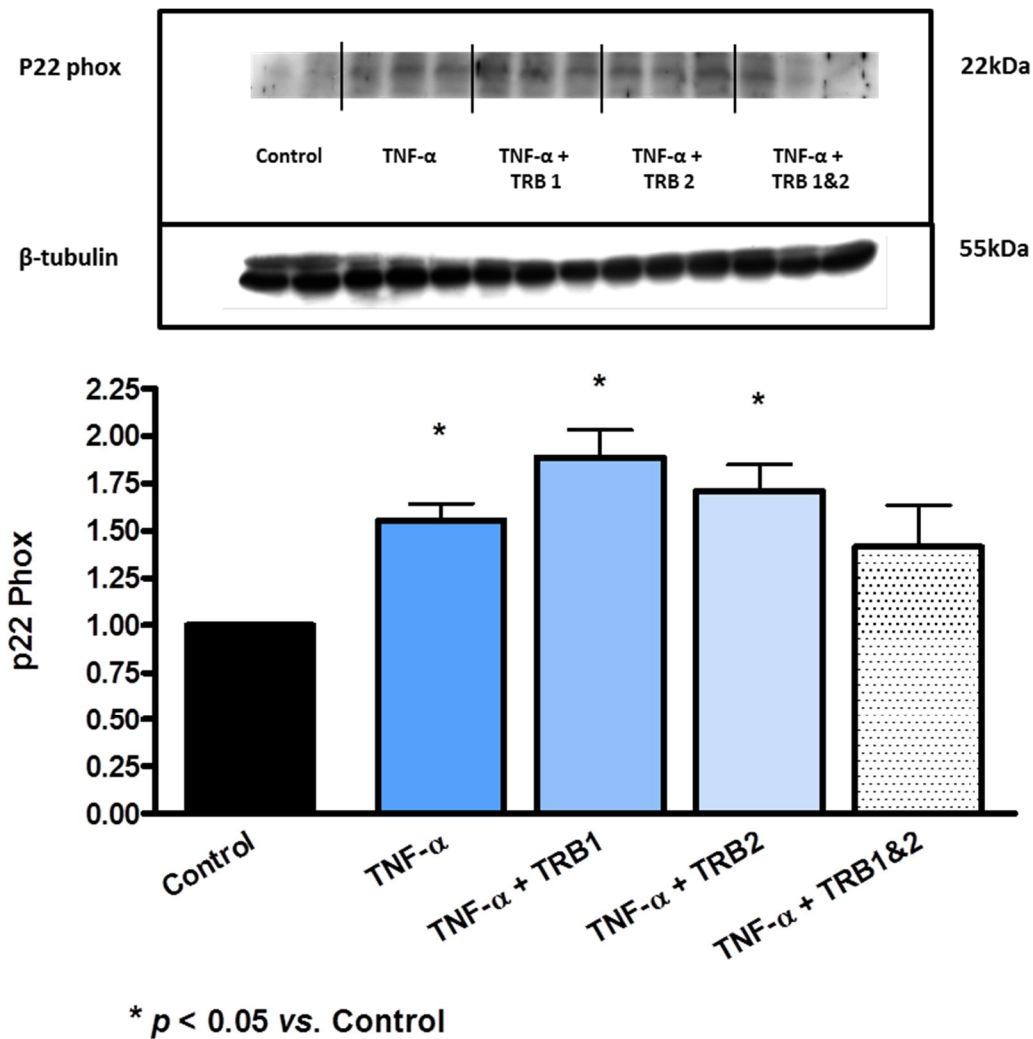 P22 phox
22kDa
Control
TNF-α
TNF-α +
TRB 1
TNF-α +
TRB 2
TNF-α +
TRB 1&2
β-tubulin
55kDa
p22 Phox
2.25
2.00
1.75
1.50
1.25
1.00
0.75
0.50
0.25
0.00
*
*
*
Control
TNF-α
TNF-α + TRB1
TNF-α + TRB2
TNF-α + TRB1&2
* p < 0.05 vs. Control